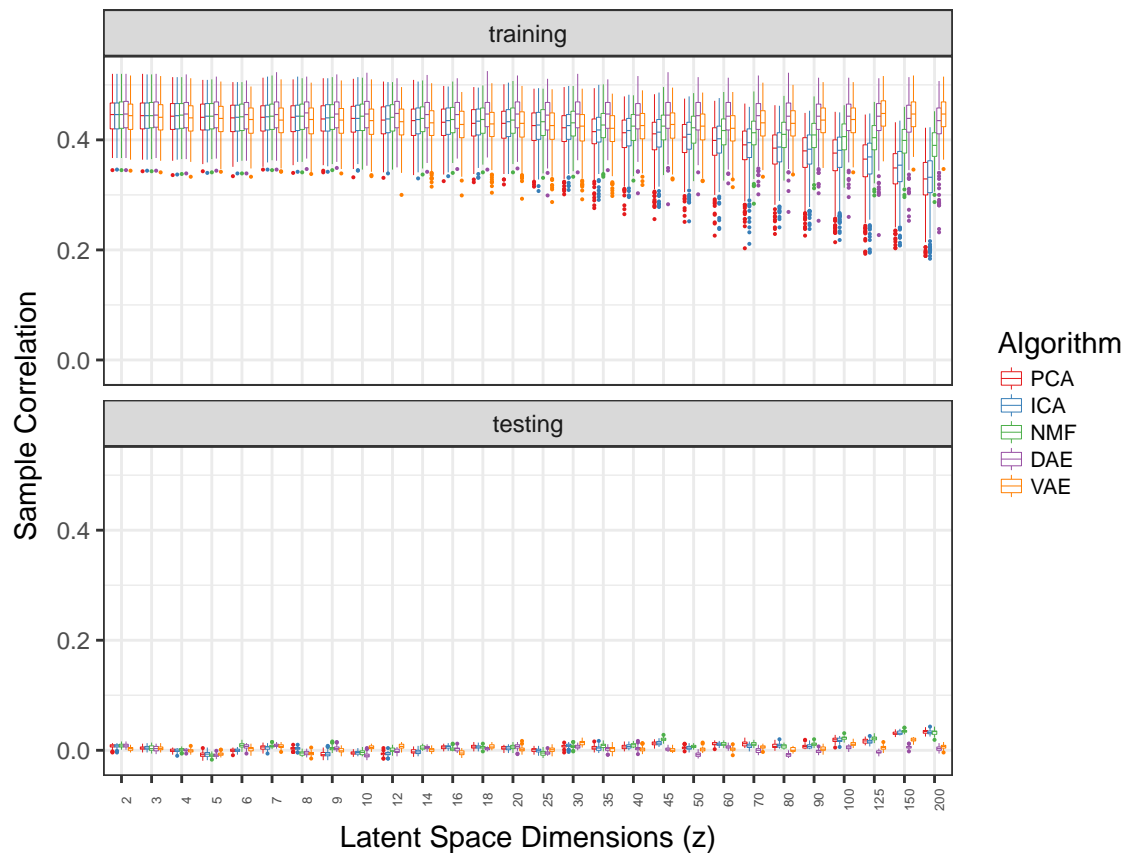 training
0.4
0.2
0.0
testing
0.4
0.2
0.0
Sample Correlation
2 3 4 5 6 7 8 9 10 12 14 16 18 20 25 30 35 40 45 50 60 70 80 90 100 125 150 200
Latent Space Dimensions (z)
Algorithm
PCA
ICA
NMF
DAE
VAE